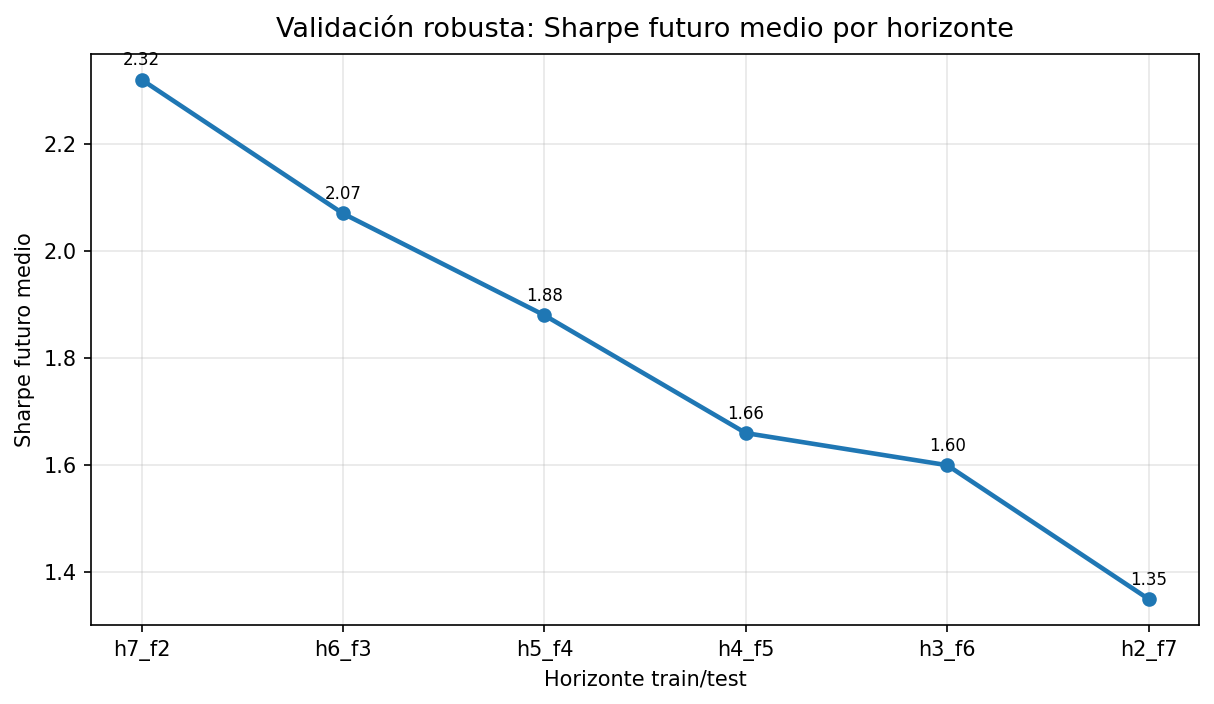 Validación robusta: Sharpe futuro medio por horizonte
2.32
2.07
1.88
1.66
1.60
1.35
2.2
2.0
1.8
1.6
1.4
Sharpe futuro medio
h7_f2
h6_f3
h5_f4
h4_f5
h3_f6
h2_f7
Horizonte train/test